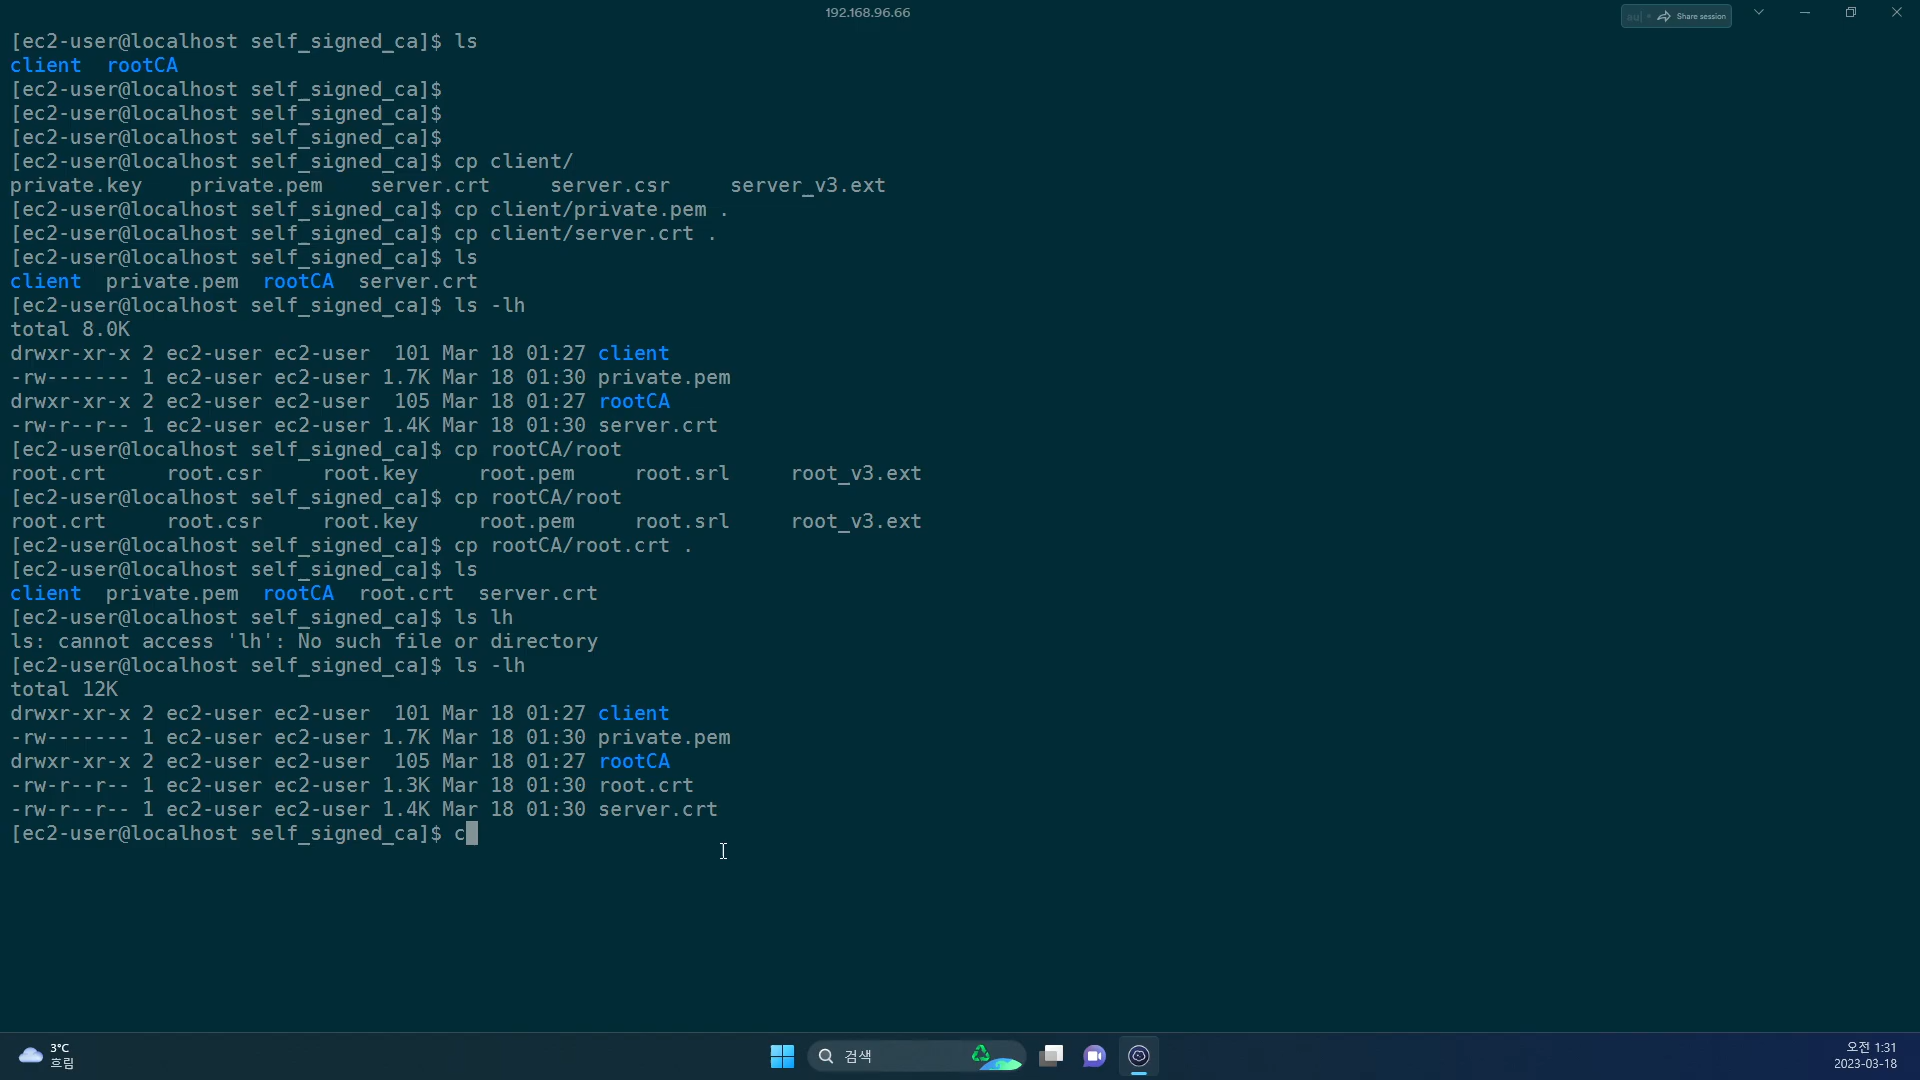 192.168.96.66
Share session
[ec2-user@localhost self_signed_ca]$ ls
client  rootCA
[ec2-user@localhost self_signed_ca]$
[ec2-user@localhost self_signed_ca]$
[ec2-user@localhost self_signed_ca]$
[ec2-user@localhost self_signed_ca]$ cp client/
private.key    private.pem    server.crt     server.csr     server_v3.ext
[ec2-user@localhost self_signed_ca]$ cp client/private.pem .
[ec2-user@localhost self_signed_ca]$ cp client/server.crt .
[ec2-user@localhost self_signed_ca]$ ls
client  private.pem  rootCA  server.crt
[ec2-user@localhost self_signed_ca]$ ls -lh
total 8.0K
drwxr-xr-x 2 ec2-user ec2-user  101 Mar 18 01:27 client
-rw------- 1 ec2-user ec2-user 1.7K Mar 18 01:30 private.pem
drwxr-xr-x 2 ec2-user ec2-user  105 Mar 18 01:27 rootCA
-rw-r--r-- 1 ec2-user ec2-user 1.4K Mar 18 01:30 server.crt
[ec2-user@localhost self_signed_ca]$ cp rootCA/root
root.crt     root.csr     root.key     root.pem     root.srl     root_v3.ext
[ec2-user@localhost self_signed_ca]$ cp rootCA/root
root.crt     root.csr     root.key     root.pem     root.srl     root_v3.ext
[ec2-user@localhost self_signed_ca]$ cp rootCA/root.crt .
[ec2-user@localhost self_signed_ca]$ ls
client  private.pem  rootCA  root.crt  server.crt
[ec2-user@localhost self_signed_ca]$ ls lh
ls: cannot access 'lh': No such file or directory
[ec2-user@localhost self_signed_ca]$ ls -lh
total 12K
drwxr-xr-x 2 ec2-user ec2-user  101 Mar 18 01:27 client
-rw------- 1 ec2-user ec2-user 1.7K Mar 18 01:30 private.pem
drwxr-xr-x 2 ec2-user ec2-user  105 Mar 18 01:27 rootCA
-rw-r--r-- 1 ec2-user ec2-user 1.3K Mar 18 01:30 root.crt
-rw-r--r-- 1 ec2-user ec2-user 1.4K Mar 18 01:30 server.crt
[ec2-user@localhost self_signed_ca]$ c
3°C
흐림
검색
오전 1:31
2023-03-18